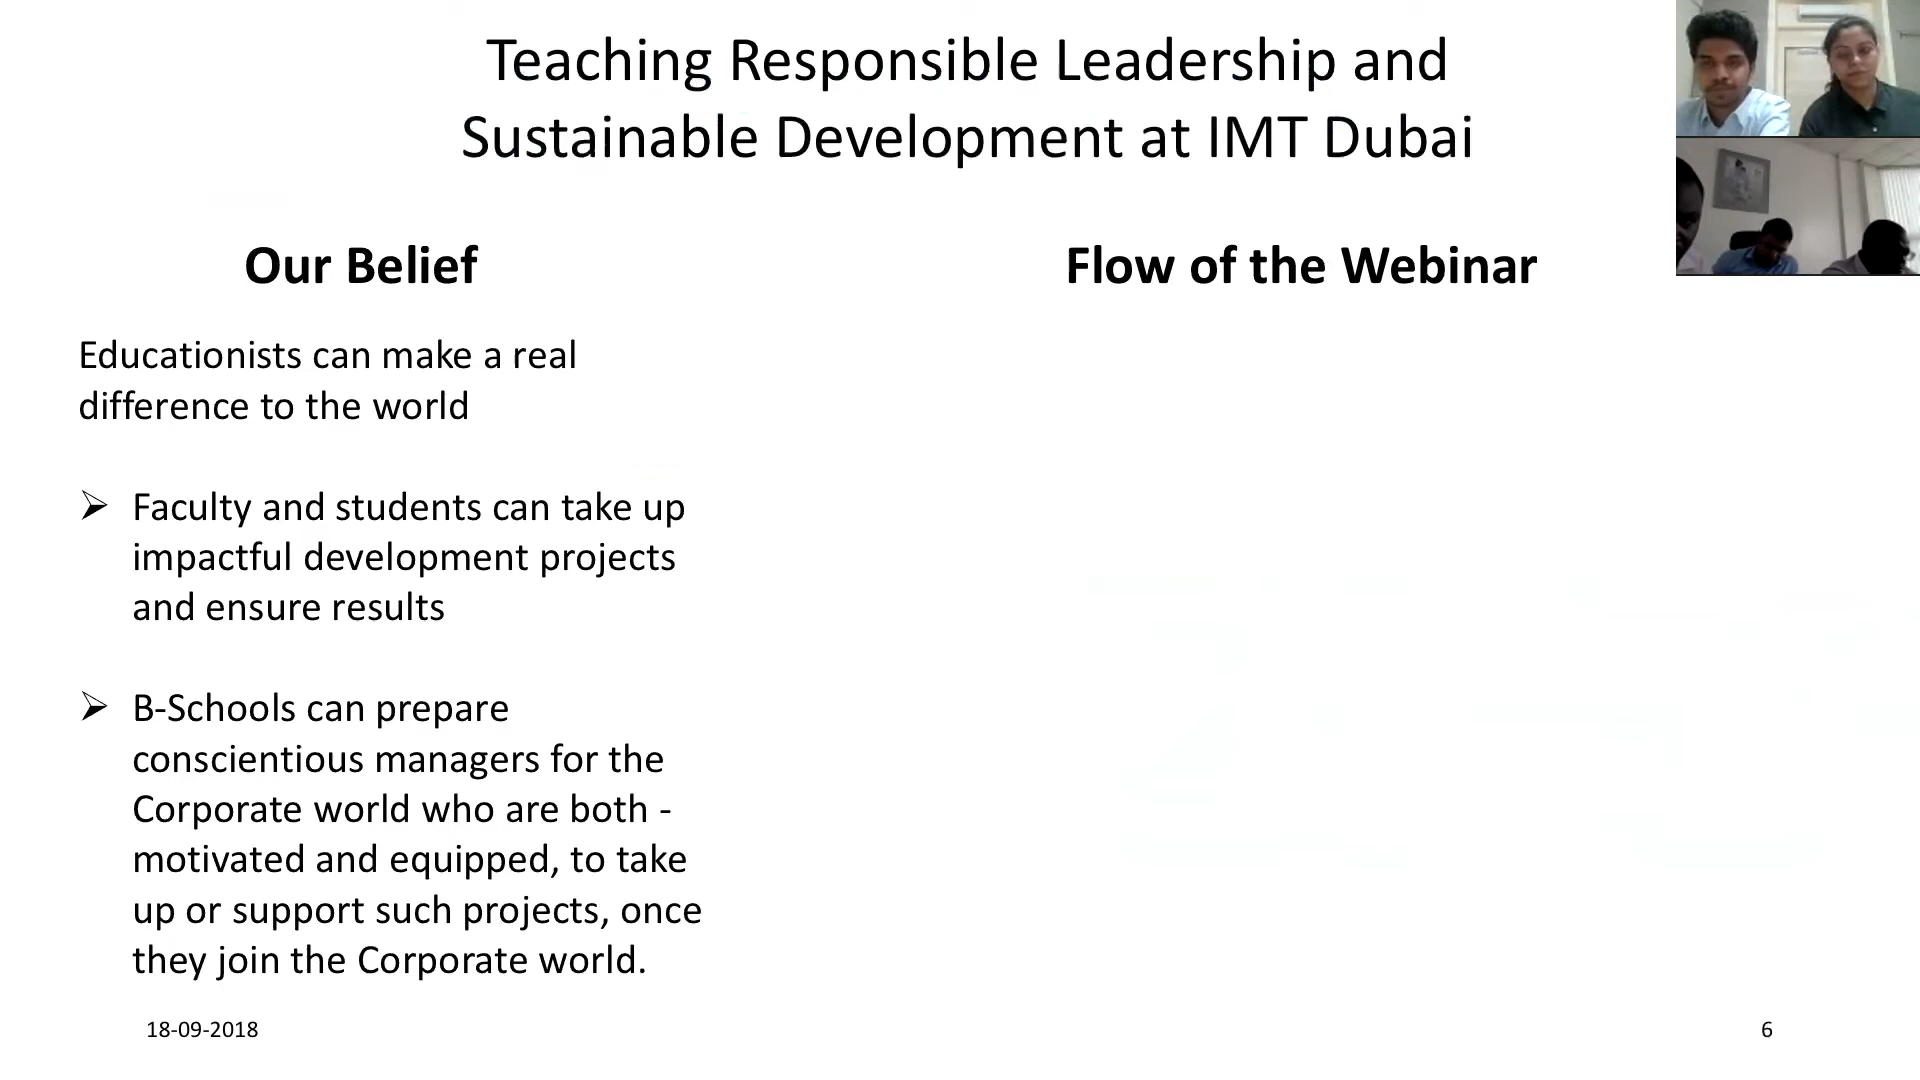 Teaching Responsible Leadership and
Sustainable Development at IMT Dubai
Our Belief
Educationists can make a real
difference to the world
➢ Faculty and students can take up
impactful development projects
and ensure results
➢ B-Schools can prepare
conscientious managers for the
Corporate world who are both -
motivated and equipped, to take
up or support such projects, once
they join the Corporate world.
Flow of the Webinar
18-09-2018
6